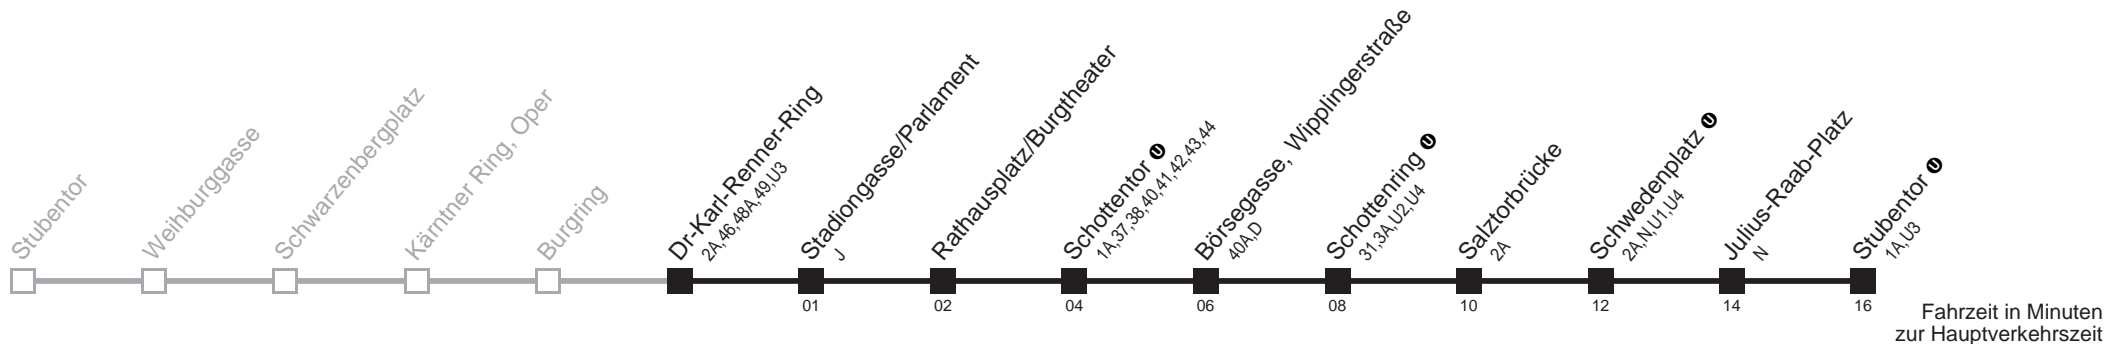 Stubentor
Weihburggasse
Schwarzenbergplatz
Kärntner Ring, Oper
Burgring
Dr-Karl-Renner-Ring
2A,46,48A,49,U3
Stadiongasse/Parlament
J
01
Rathausplatz/Burgtheater
02
Schottentor U
1A,37,38,40,41,42,43,44
04
Börsegasse, Wipplingerstraße
40A,D
06
Schottenring U
31,3A,U2,U4
08
Salztorbrücke
2A
10
Schwedenplatz U
2A,N,U1,U4
12
Julius-Raab-Platz
N
14
Stubentor U
1A,U3
16
Fahrzeit in Minuten
zur Hauptverkehrszeit